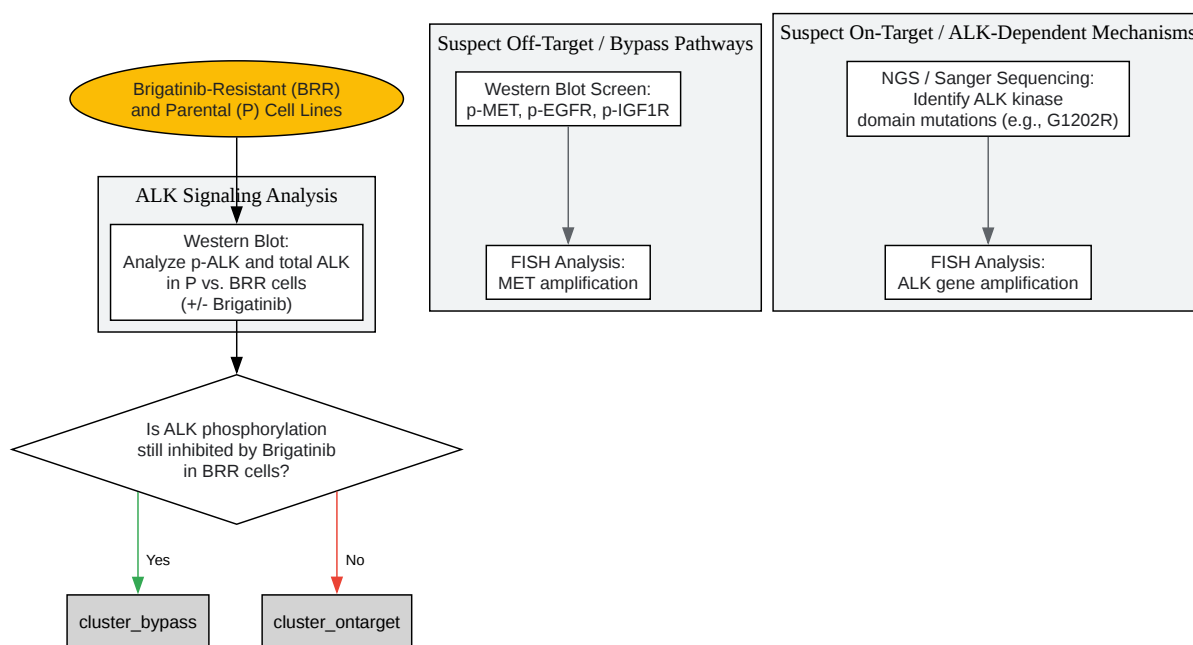 Brigatinib-Resistant (BRR)
and Parental (P) Cell Lines
ALK Signaling Analysis
Western Blot:
Analyze p-ALK and total ALK
in P vs. BRR cells
(+/- Brigatinib)
Is ALK phosphorylation
still inhibited by Brigatinib
in BRR cells?
Yes
No
cluster_bypass
cluster_ontarget
Suspect Off-Target / Bypass Pathways
Western Blot Screen:
p-MET, p-EGFR, p-IGF1R
FISH Analysis:
MET amplification
Suspect On-Target / ALK-Dependent Mechanisms
NGS / Sanger Sequencing:
Identify ALK kinase
domain mutations (e.g., G1202R)
FISH Analysis:
ALK gene amplification